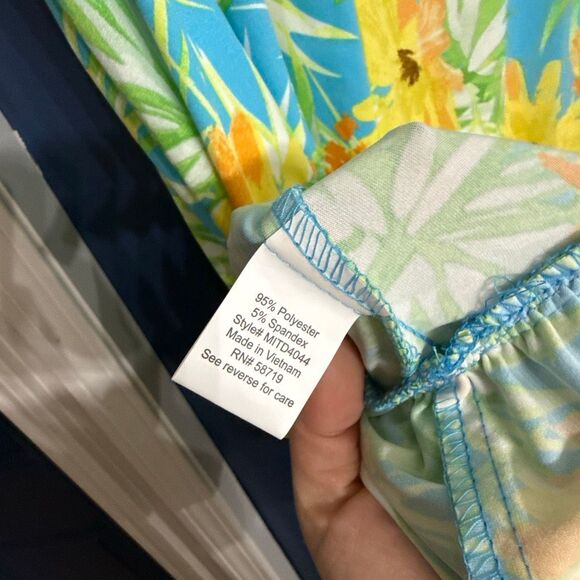 95% Polyester
5% Spandex
Style# MITD4044
Made in Vietnam
RN# 58719
See reverse for care